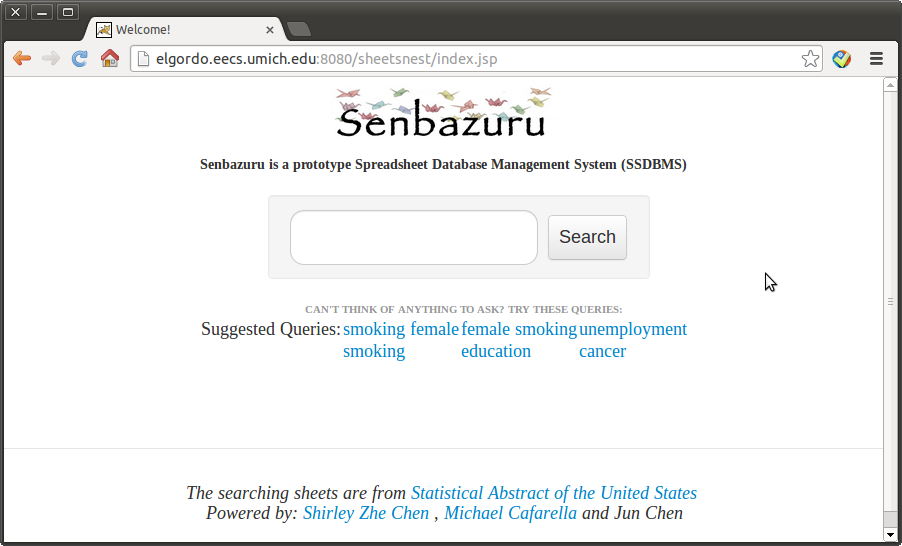 Welcome!
elgordo.eecs.umich.edu:8080/sheetsnest/index.jsp
Senbazuru
Senbazuru is a prototype Spreadsheet Database Management System (SSDBMS)
Search
CAN'T THINK OF ANYTHING TO ASK? TRY THESE QUERIES:
Suggested Queries: smoking female female smoking unemployment
smoking education cancer
The searching sheets are from Statistical Abstract of the United States
Powered by: Shirley Zhe Chen , Michael Cafarella and Jun Chen